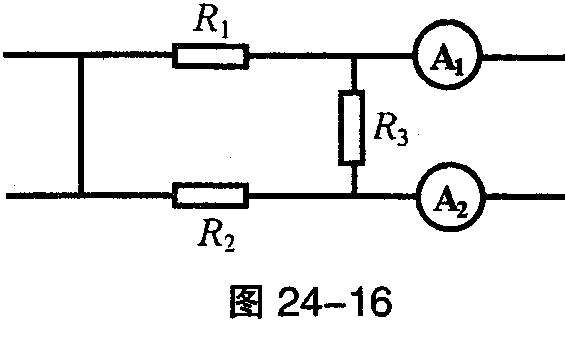 R₁
A₁
R₃
R₂
A₂
图 24-16